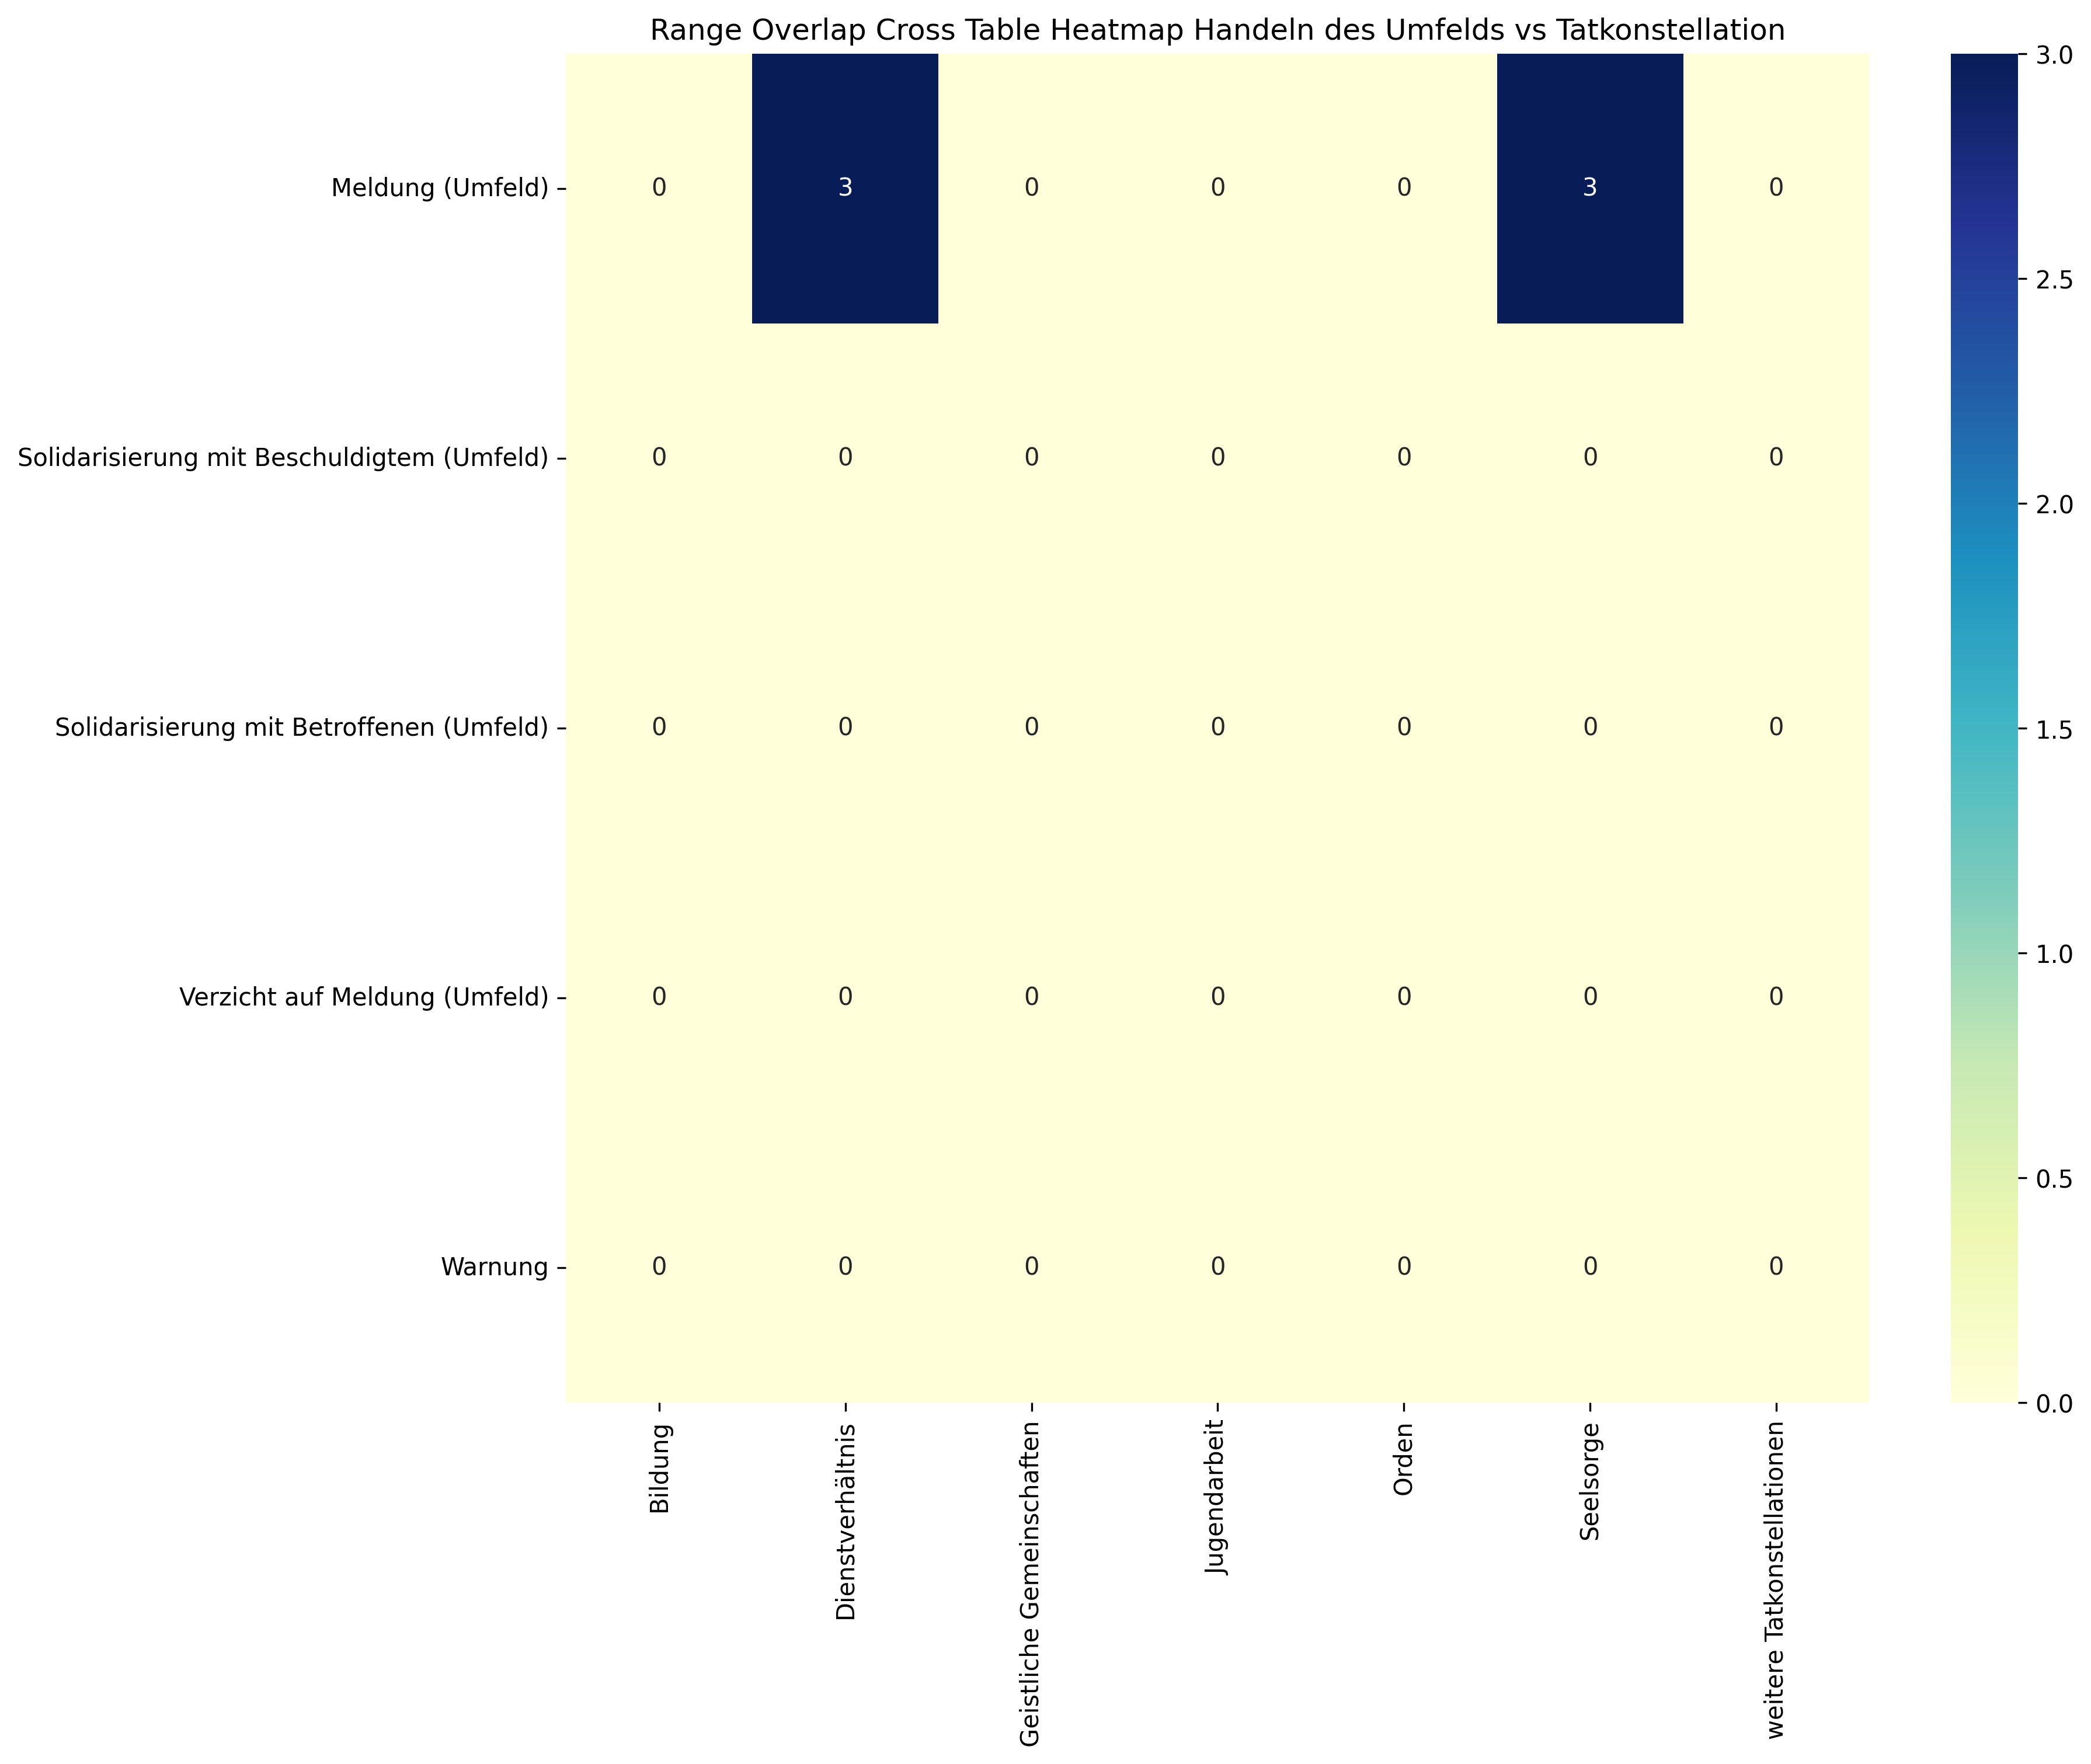 Range Overlap Cross Table Heatmap Handeln des Umfelds vs Tatkonstellation
Meldung (Umfeld)
0 3 0 0 0 3 0
Solidarisierung mit Beschuldigtem (Umfeld)
0 0 0 0 0 0 0
Solidarisierung mit Betroffenen (Umfeld)
0 0 0 0 0 0 0
Verzicht auf Meldung (Umfeld)
0 0 0 0 0 0 0
Warnung
0 0 0 0 0 0 0
Bildung
Dienstverhältnis
Geistliche Gemeinschaften
Jugendarbeit
Orden
Seelsorge
weitere Tatkonstellationen
3.0
2.5
2.0
1.5
1.0
0.5
0.0